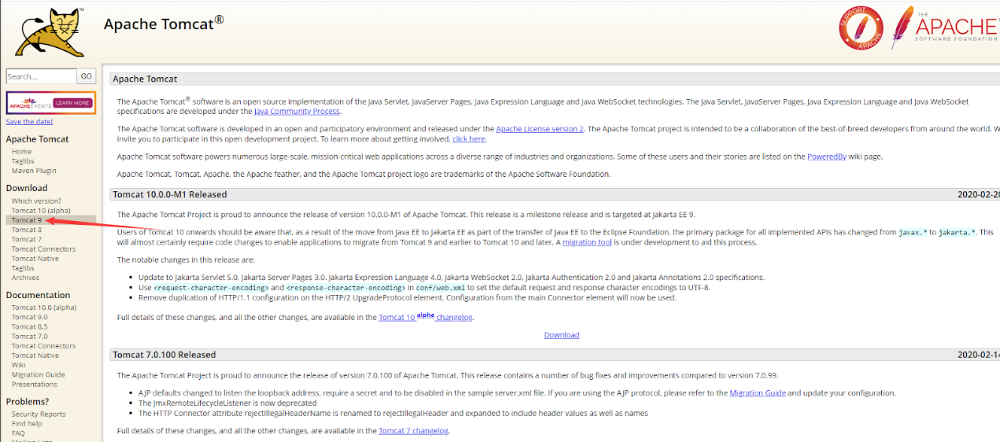 Apache Tomcat®
SUPPORT APACHE
THE
APACHE®
SOFTWARE FOUNDATION
Search...
GO
APACHE EVENTS LEARN MORE
Save the date!
Apache Tomcat
Home
Taglibs
Maven Plugin
Download
Which version?
Tomcat 10 (alpha)
Tomcat 9
Tomcat 8
Tomcat 7
Tomcat Connectors
Tomcat Native
Taglibs
Archives
Documentation
Tomcat 10.0 (alpha)
Tomcat 9.0
Tomcat 8.5
Tomcat 7.0
Tomcat Connectors
Tomcat Native
Wiki
Migration Guide
Presentations
Problems?
Security Reports
Find help
FAQ
Mailing Lists
Apache Tomcat
The Apache Tomcat® software is an open source implementation of the Java Servlet, JavaServer Pages, Java Expression Language and Java WebSocket technologies. The Java Servlet, JavaServer Pages, Java Expression Language and Java WebSocket
specifications are developed under the Java Community Process.
The Apache Tomcat software is developed in an open and participatory environment and released under the Apache License version 2. The Apache Tomcat project is intended to be a collaboration of the best-of-breed developers from around the world. W
invite you to participate in this open development project. To learn more about getting involved, click here.
Apache Tomcat software powers numerous large-scale, mission-critical web applications across a diverse range of industries and organizations. Some of these users and their stories are listed on the PoweredBy wiki page.
Apache Tomcat, Tomcat, Apache, the Apache feather, and the Apache Tomcat project logo are trademarks of the Apache Software Foundation.
Tomcat 10.0.0-M1 Released 2020-02-20
The Apache Tomcat Project is proud to announce the release of version 10.0.0-M1 of Apache Tomcat. This release is a milestone release and is targeted at Jakarta EE 9.
Users of Tomcat 10 onwards should be aware that, as a result of the move from Java EE to Jakarta EE as part of the transfer of Java EE to the Eclipse Foundation, the primary package for all implemented APIs has changed from javax.* to jakarta.*. This
will almost certainly require code changes to enable applications to migrate from Tomcat 9 and earlier to Tomcat 10 and later. A migration tool is under development to aid this process.
The notable changes in this release are:
• Update to Jakarta Servlet 5.0, Jakarta Server Pages 3.0. Jakarta Expression Language 4.0, Jakarta WebSocket 2.0, Jakarta Authentication 2.0 and Jakarta Annotations 2.0 specifications.
• Use <request-character-encoding> and <response-character-encoding> in conf/web.xml to set the default request and response character encodings to UTF-8.
• Remove duplication of HTTP/1.1 configuration on the HTTP/2 UpgradeProtocol element. Configuration from the main Connector element will now be used.
Full details of these changes, and all the other changes, are available in the Tomcat 10 alpha changelog.
Download
Tomcat 7.0.100 Released 2020-02-14
The Apache Tomcat Project is proud to announce the release of version 7.0.100 of Apache Tomcat. This release contains a number of bug fixes and improvements compared to version 7.0.99.
• AJP defaults changed to listen the loopback address, require a secret and to be disabled in the sample server.xml file. If you are using the AJP protocol, please refer to the Migration Guide and update your configuration.
• The JmxRemoteLifecycleListener is now deprecated
• The HTTP Connector attribute rejectIllegalHeaderName is renamed to rejectIllegalHeader and expanded to include header values as well as names
Full details of these changes, and all the other changes, are available in the Tomcat 7 changelog.